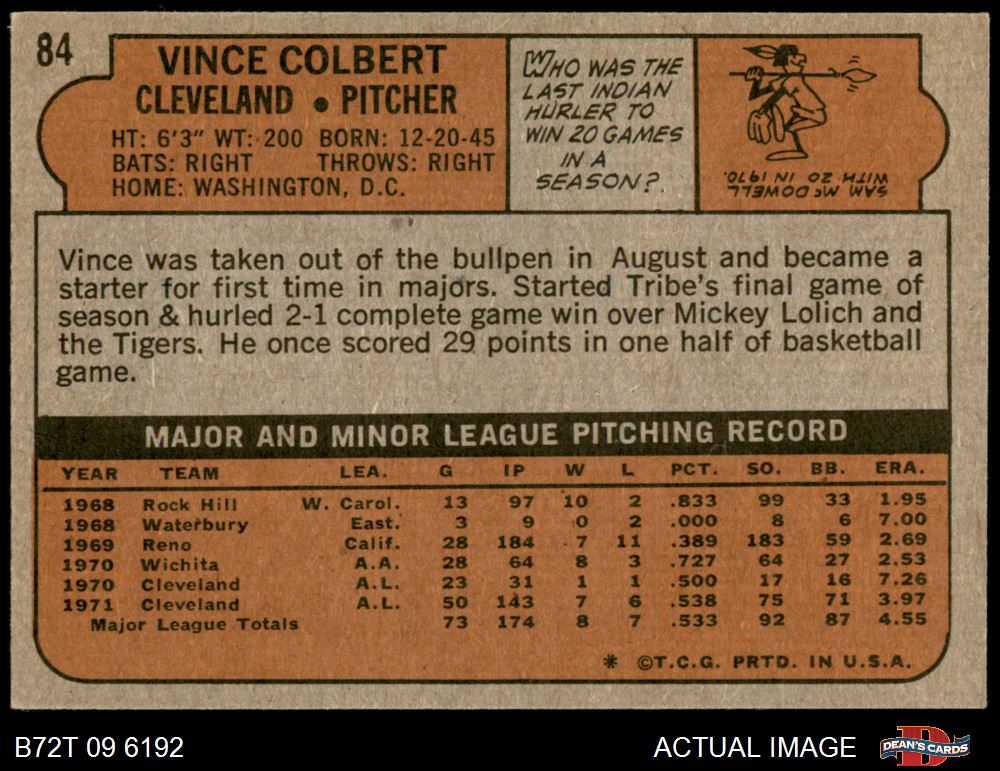 84
VINCE COLBERT
CLEVELAND • PITCHER
HT: 6'3" WT: 200 BORN: 12-20-45
BATS: RIGHT THROWS: RIGHT
HOME: WASHINGTON, D.C.
WHO WAS THE
LAST INDIAN
HURLER TO
WIN 20 GAMES
IN A
SEASON?
SAM McDOWELL WAS
WITH 20 IN 1970.
Vince was taken out of the bullpen in August and became a
starter for first time in majors. Started Tribe's final game of
season & hurled 2-1 complete game win over Mickey Lolich and
the Tigers. He once scored 29 points in one half of basketball
game.
MAJOR AND MINOR LEAGUE PITCHING RECORD
YEAR TEAM LEA. G IP W L PCT. SO. BB. ERA.
1968 Rock Hill W. Carol. 13 97 10 2 .833 99 33 1.95
1968 Waterbury East. 3 9 0 2 .000 8 6 7.00
1969 Reno Calif. 28 184 7 11 .389 183 59 2.69
1970 Wichita A.A. 28 64 8 3 .727 64 27 2.53
1970 Cleveland A.L. 23 31 1 1 .500 17 16 7.26
1971 Cleveland A.L. 50 143 7 6 .538 75 71 3.97
Major League Totals 73 174 8 7 .533 92 87 4.55
* ©T.C.G. PRTD. IN U.S.A.
B72T 09 6192
ACTUAL IMAGE
DEAN'S CARDS